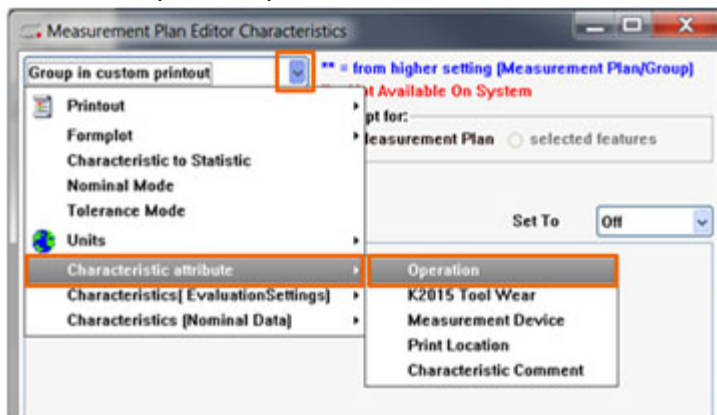 Measurement Plan Editor Characteristics
Group in custom printout
** = from higher setting (Measurement Plan/Group)
Not Available On System
Printout
pt for:
Formplot
Measurement Plan selected features
Characteristic to Statistic
Nominal Mode
Tolerance Mode
Set To Off
Units
Characteristic attribute
Operation
Characteristics( EvaluationSettings)
K2015 Tool Wear
Characteristics (Nominal Data)
Measurement Device
Print Location
Characteristic Comment